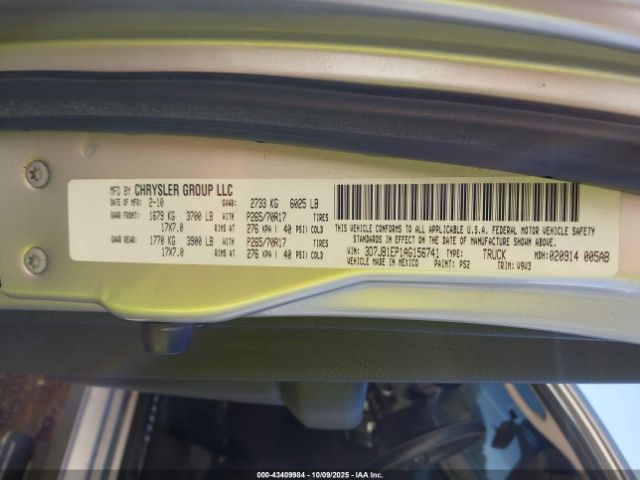 MFD BY CHRYSLER GROUP LLC
DATE OF MFR: 2-10 GVWR: 2733 KG 6025 LB
GAWR FRONT: 1679 KG 3700 LB WITH P265/70R17 TIRES
17X7.0 RIMS AT 276 KPA ( 40 PSI) COLD
GAWR REAR: 1770 KG 3900 LB WITH P265/70R17 TIRES
17X7.0 RIMS AT 276 KPA ( 40 PSI) COLD
THIS VEHICLE CONFORMS TO ALL APPLICABLE U.S.A. FEDERAL MOTOR VEHICLE SAFETY
STANDARDS IN EFFECT ON THE DATE OF MANUFACTURE SHOWN ABOVE.
VIN: 3D7JB1EP1AG156741 TYPE: TRUCK MDH: 020914 005AB
VEHICLE MADE IN MEXICO PAINT: PS2 TRIM: V9V3
© IAA, Inc.
000-43409984 | 10/09/2025 | IAAI.com